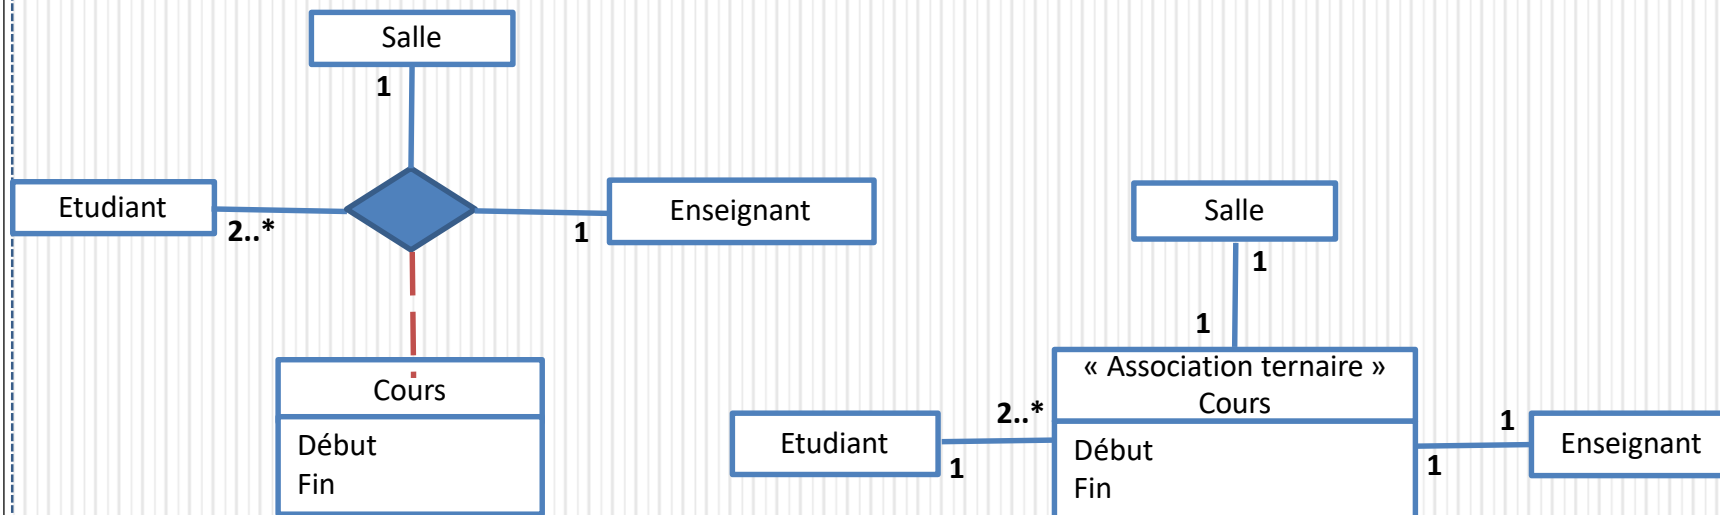 Salle
1
Etudiant
2..*
1
Enseignant
Cours
Début
Fin
Salle
1
1
« Association ternaire »
Cours
Etudiant
1
2..*
Début
Fin
1
1
Enseignant